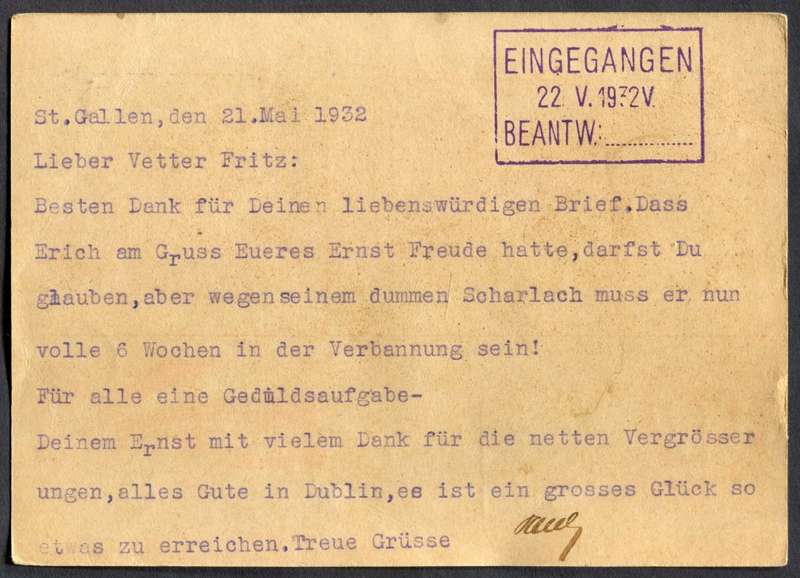 EINGEGANGEN
22. V. 1932 V.
BEANTW.:
St.Gallen,den 21.Mai 1932
Lieber Vetter Fritz:
Besten Dank für Deinen liebenswürdigen Brief.Dass
Erich am Gruss Eueres Ernst Freude hatte,darfst Du
glauben,aber wegen seinem dummen Scharlach muss er nun
volle 6 Wochen in der Verbannung sein!
Für alle eine Geduldsaufgabe-
Deinem Ernst mit vielem Dank für die netten Vergrösser
ungen,alles Gute in Dublin,es ist ein grosses Glück so
etwas zu erreichen.Treue Grüsse